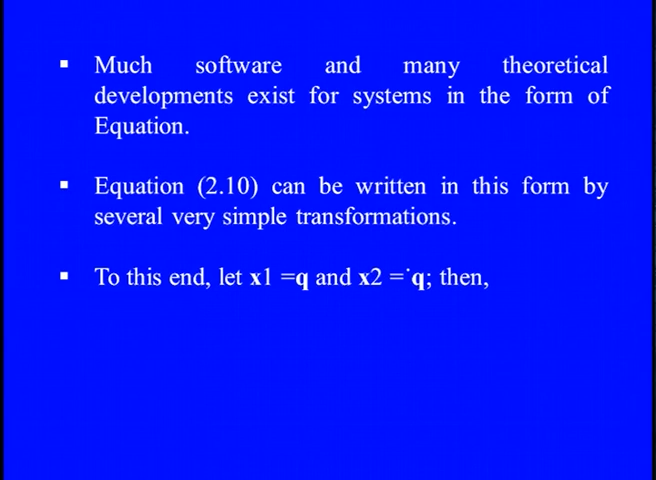 ▪ Much software and many theoretical
developments exist for systems in the form of
Equation.
▪ Equation (2.10) can be written in this form by
several very simple transformations.
▪ To this end, let x1 =q and x2 =˙q; then,